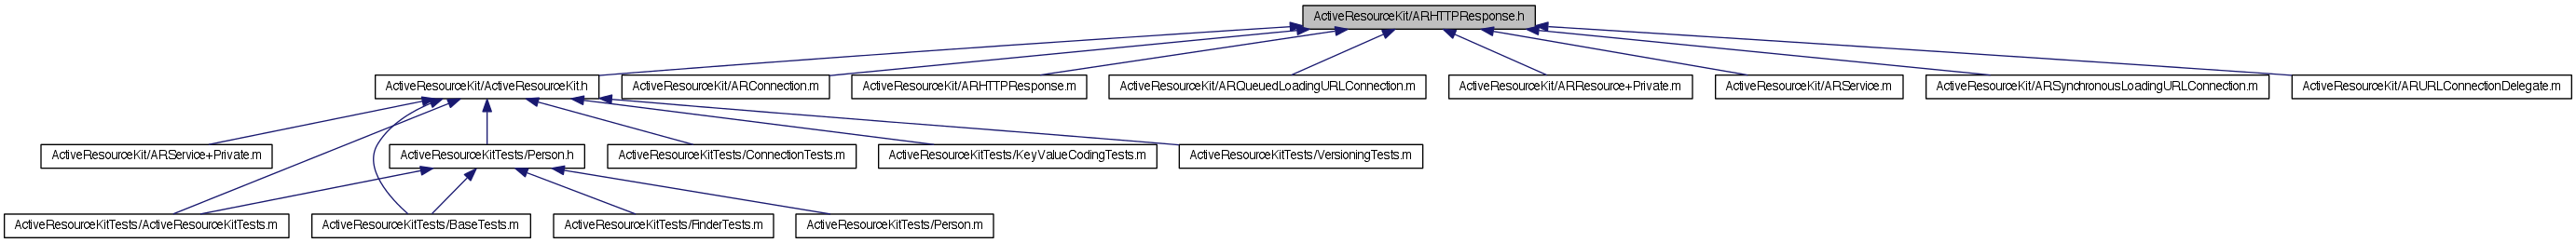 ActiveResourceKit/ARHTTPResponse.h
ActiveResourceKit/ActiveResourceKit.h
ActiveResourceKit/ARConnection.m
ActiveResourceKit/ARHTTPResponse.m
ActiveResourceKit/ARQueuedLoadingURLConnection.m
ActiveResourceKit/ARResource+Private.m
ActiveResourceKit/ARService.m
ActiveResourceKit/ARSynchronousLoadingURLConnection.m
ActiveResourceKit/ARURLConnectionDelegate.m
ActiveResourceKit/ARService+Private.m
ActiveResourceKitTests/Person.h
ActiveResourceKitTests/ConnectionTests.m
ActiveResourceKitTests/KeyValueCodingTests.m
ActiveResourceKitTests/VersioningTests.m
ActiveResourceKitTests/ActiveResourceKitTests.m
ActiveResourceKitTests/BaseTests.m
ActiveResourceKitTests/FinderTests.m
ActiveResourceKitTests/Person.m